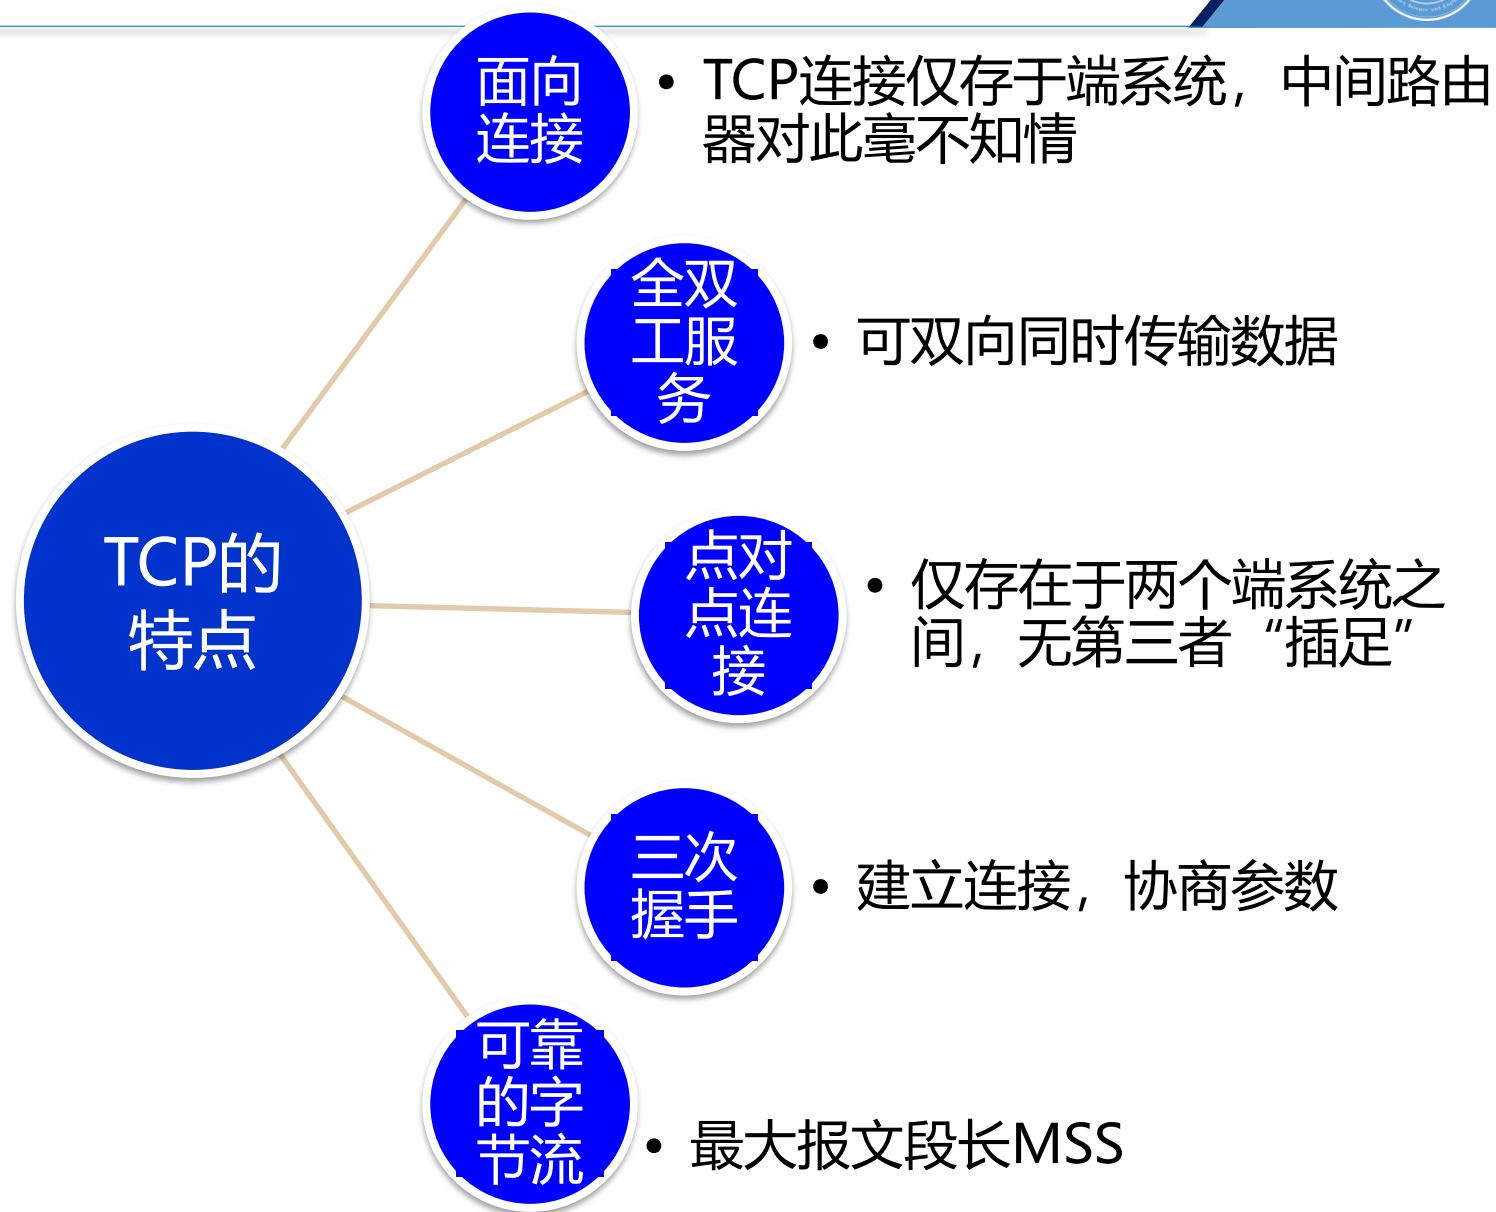 面向
连接
• TCP连接仅存于端系统，中间路由
器对此毫不知情
全双
工服
务
• 可双向同时传输数据
TCP的
特点
点对
点连
接
• 仅存在于两个端系统之
间，无第三者“插足”
三次
握手
• 建立连接，协商参数
可靠
的字
节流
• 最大报文段长MSS